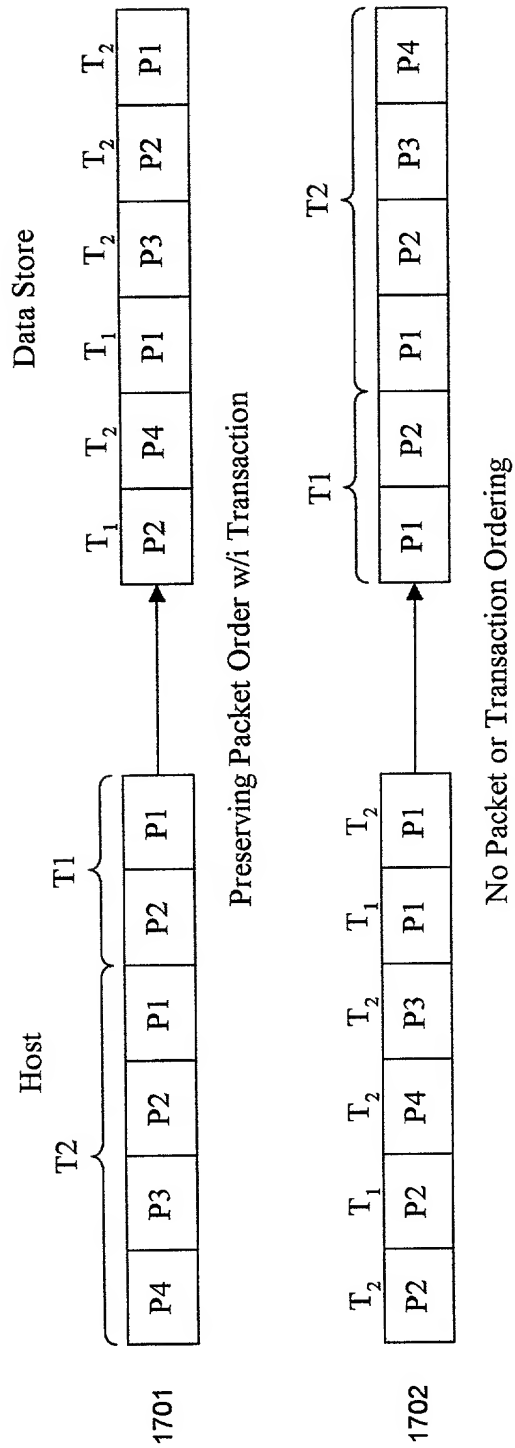 Host
Data Store
T2
T1
T₁ T₂ T₁ T₂ T₂ T₂
1701
P4 P3 P2 P1 P2 P1
P2 P4 P1 P3 P2 P1
Preserving Packet Order w/i Transaction
T₂ T₁ T₂ T₂ T₁ T₂
T1
T2
1702
P2 P2 P4 P3 P1 P1
P1 P2 P1 P2 P3 P4
No Packet or Transaction Ordering